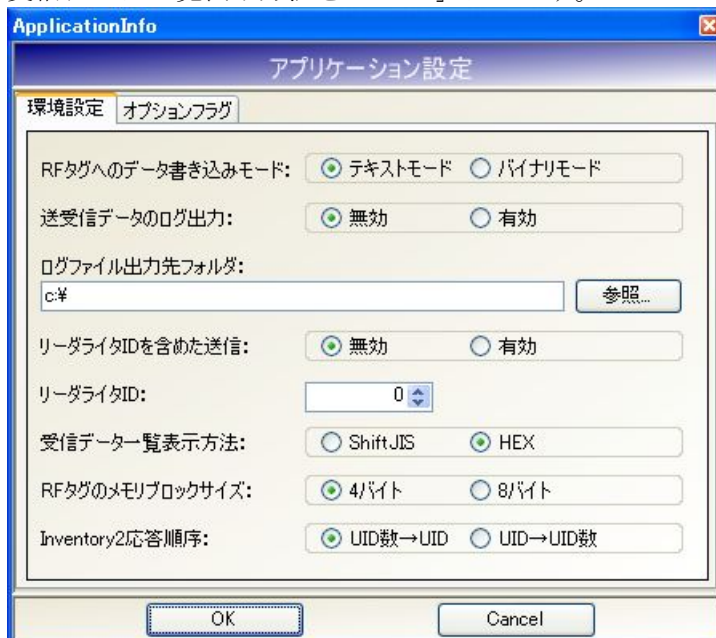 ApplicationInfo
アプリケーション設定
環境設定 オプションフラグ
RFタグへのデータ書き込みモード: テキストモード バイナリモード
送受信データのログ出力: 無効 有効
ログファイル出力先フォルダ:
c:¥ 参照...
リーダライタIDを含めた送信: 無効 有効
リーダライタID: 0
受信データ一覧表示方法: ShiftJIS HEX
RFタグのメモリブロックサイズ: 4バイト 8バイト
Inventory2応答順序: UID数→UID UID→UID数
OK Cancel